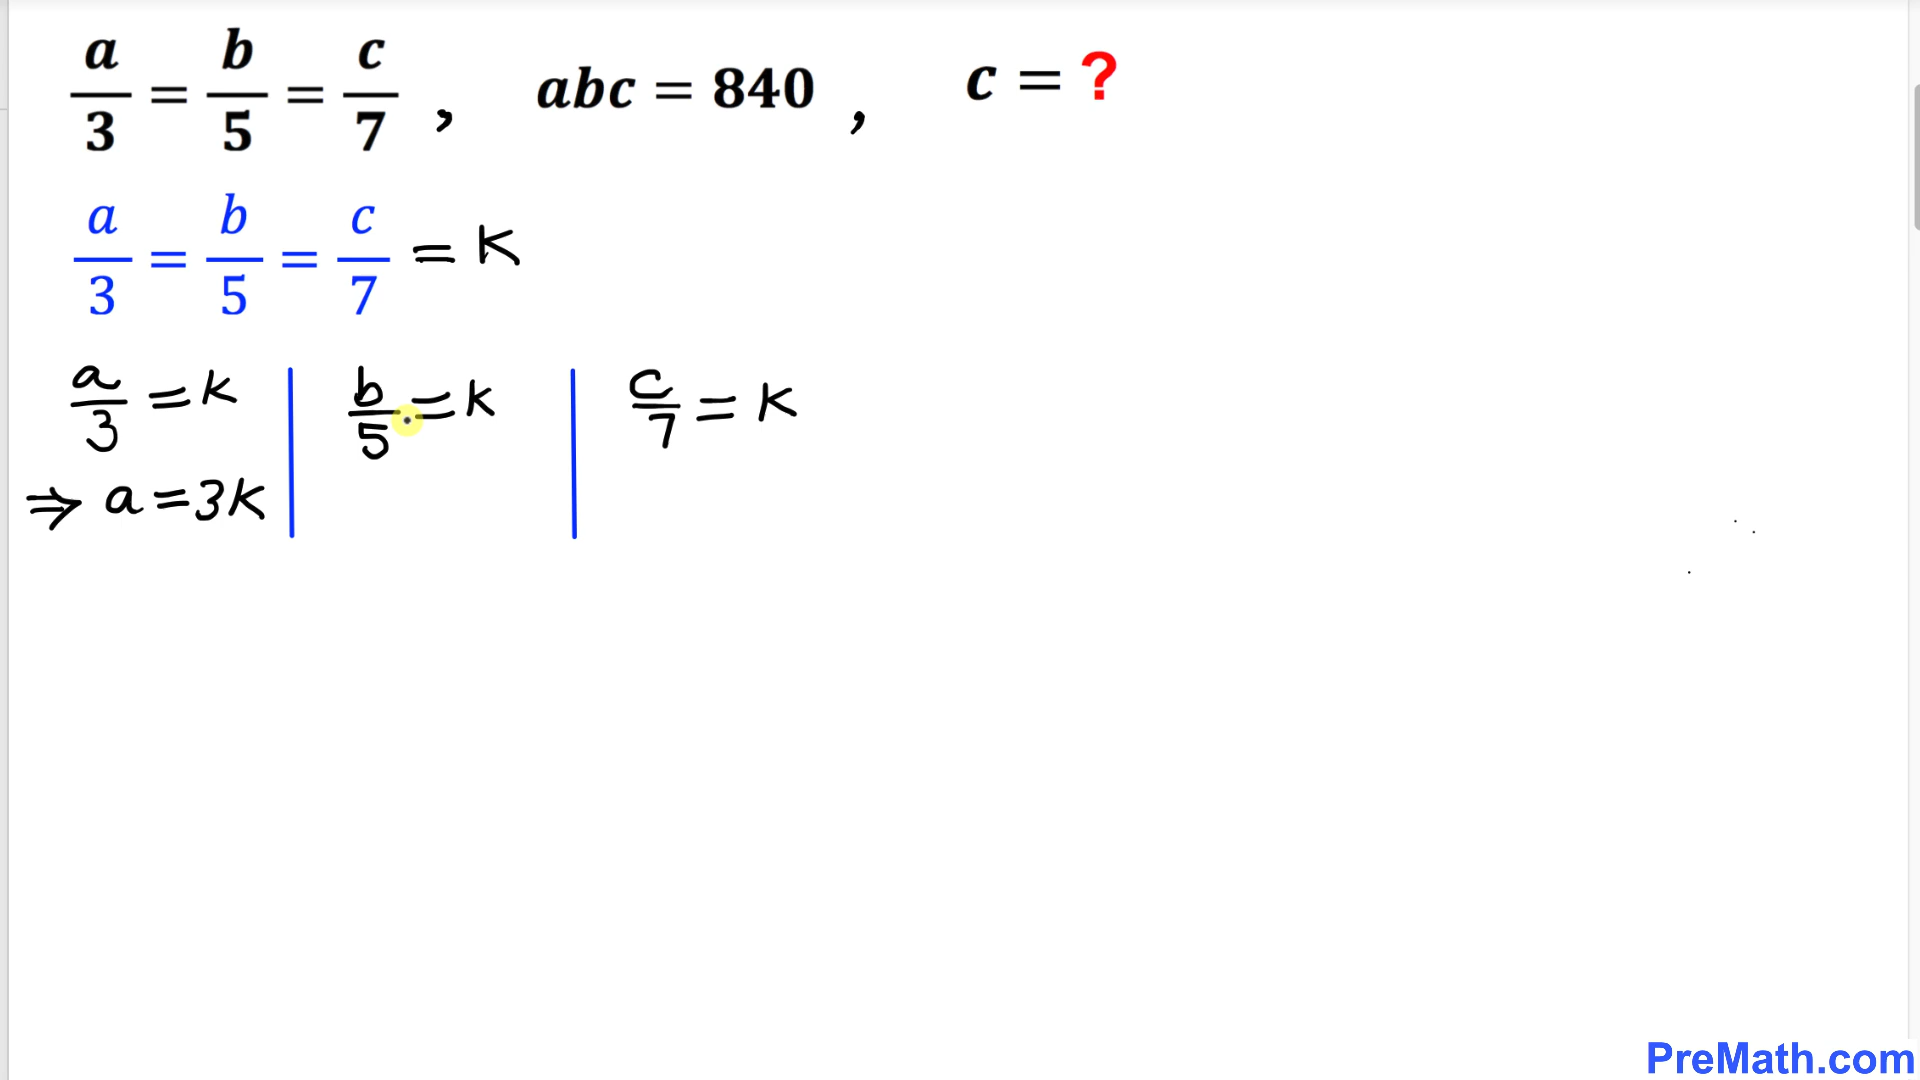 a/3 = b/5 = c/7 , abc = 840 , c = ?
a/3 = b/5 = c/7 = K
a/3 = K b/5 = K c/7 = K
⇒ a = 3K
PreMath.com